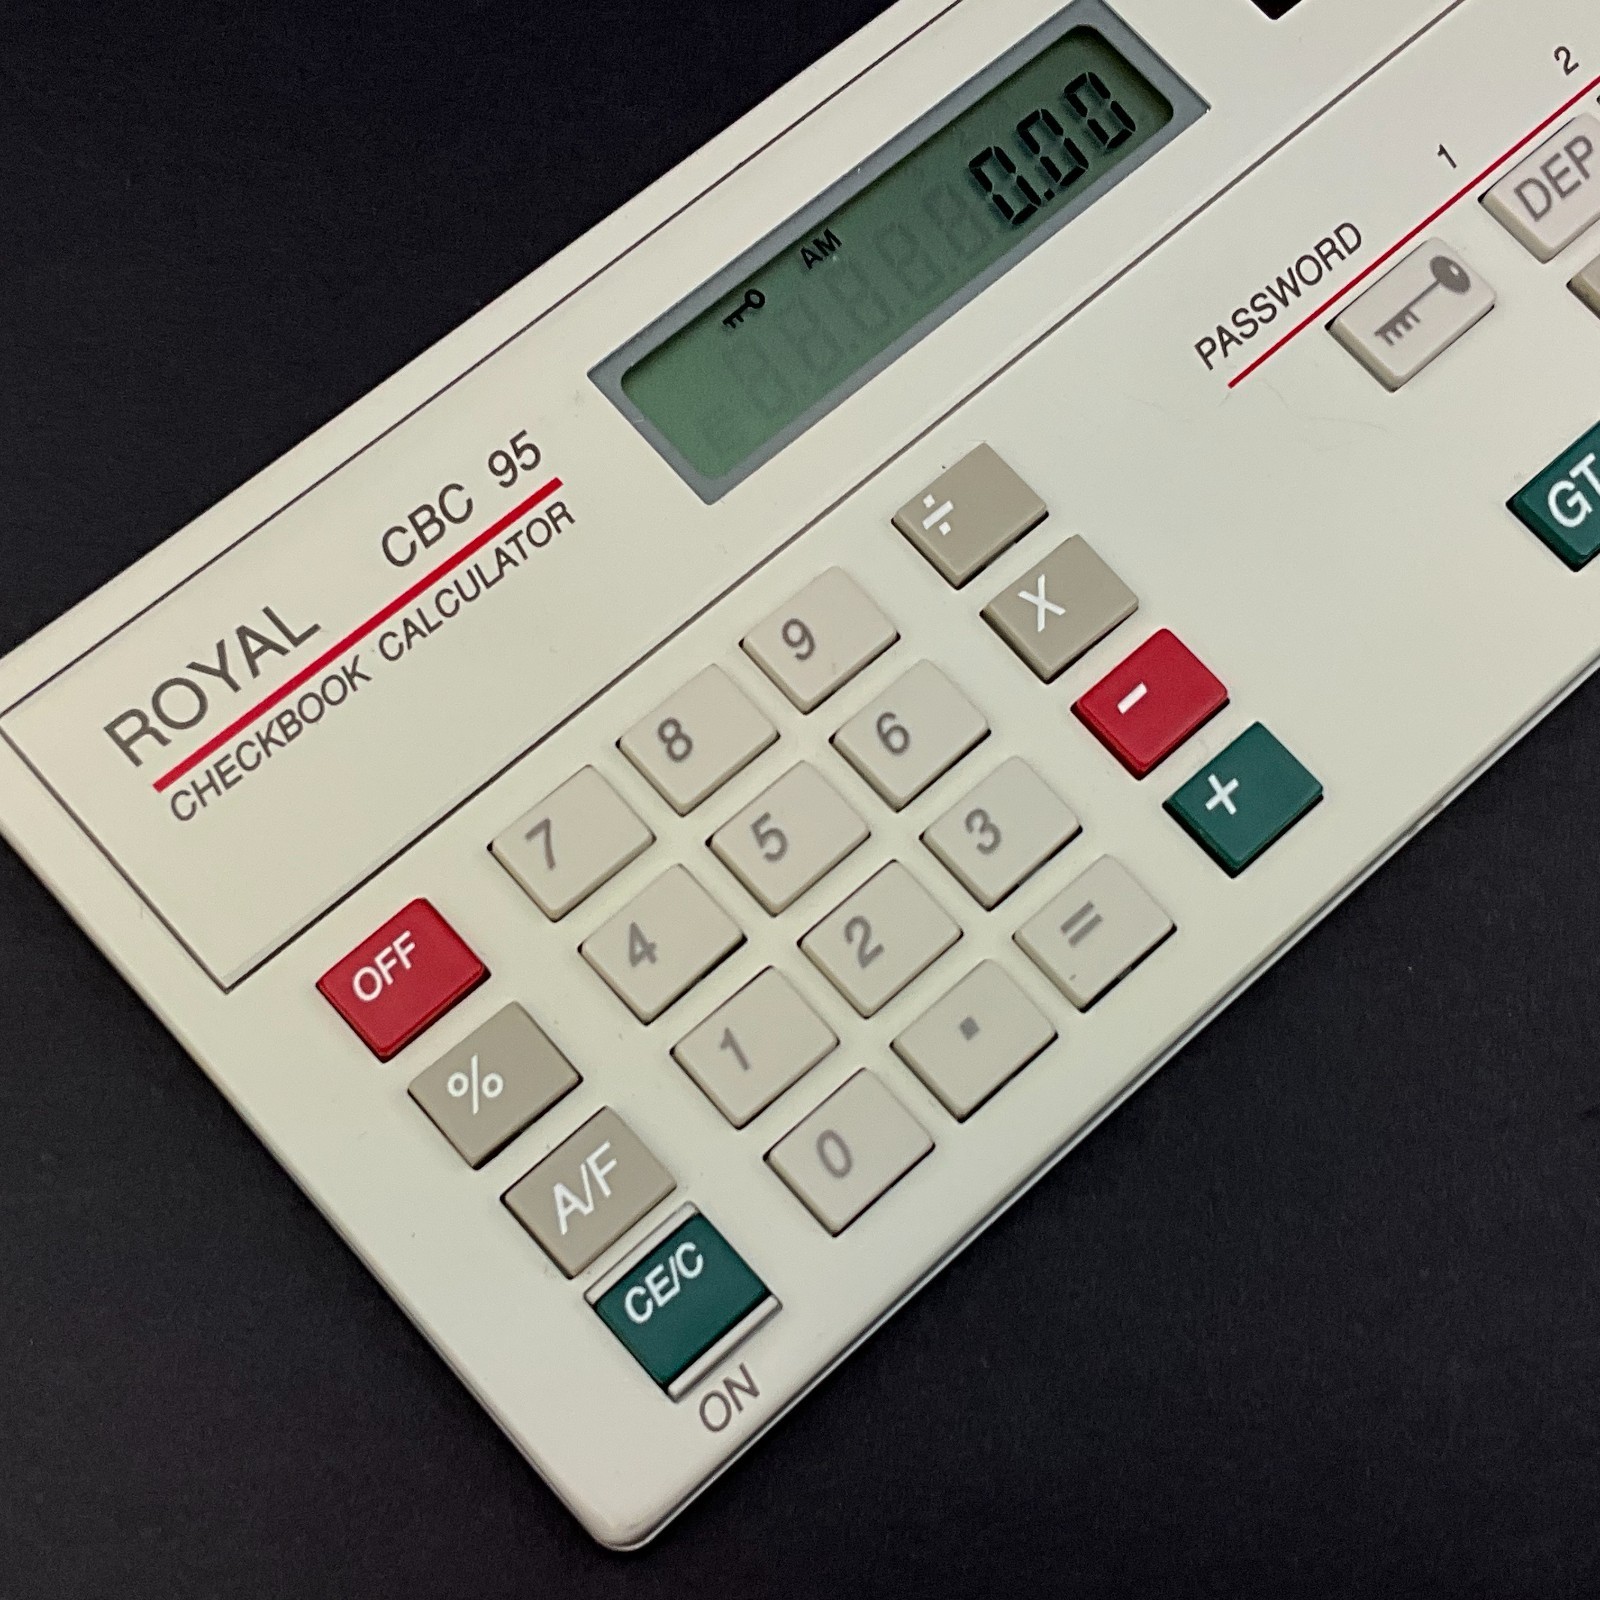 ROYAL CBC 95
CHECKBOOK CALCULATOR
AM
0.00
PASSWORD 1 2
DEP
GT
÷
7 8 9 X
OFF 4 5 6 -
% 1 2 3 +
A/F 0 . =
CE/C
ON